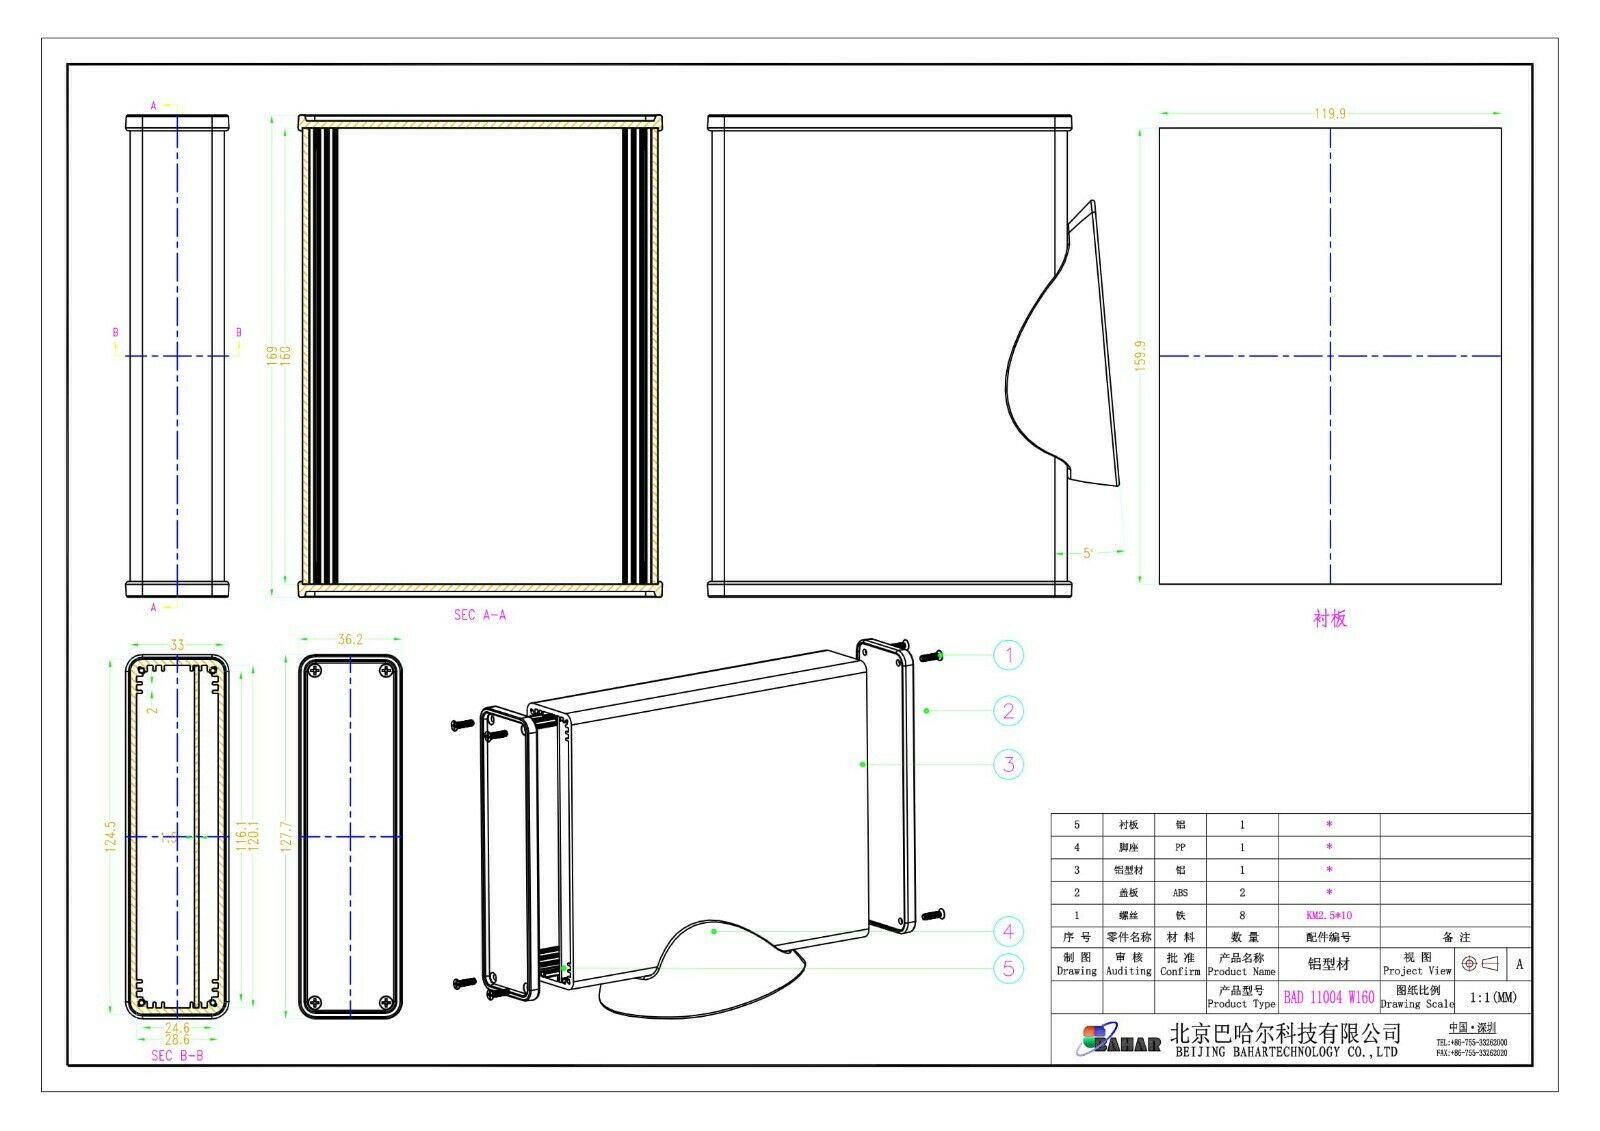 A
A
B
B
169
160
SEC A-A
5°
119.9
159.9
衬板
33
2
124.5
116.1
120.1
24.6
28.6
SEC B-B
36.2
127.7
1
2
3
4
5
5 衬板 铝 1 *
4 脚座 PP 1 *
3 铝型材 铝 1 *
2 盖板 ABS 2 *
1 螺丝 铁 8 KM2.5*10
序号 零件名称 材料 数量 配件编号 备注
制图 审核 批准 产品名称 铝型材 视图 A
Drawing Auditing Confirm Product Name Project View
产品型号 BAD 11004 W160 图纸比例 1:1(MM)
Product Type Drawing Scale
BAHAR 北京巴哈尔科技有限公司
BEIJING BAHARTECHNOLOGY CO.,LTD
中国·深圳
TEL:+86-755-33262000
FAX:+86-755-33262020